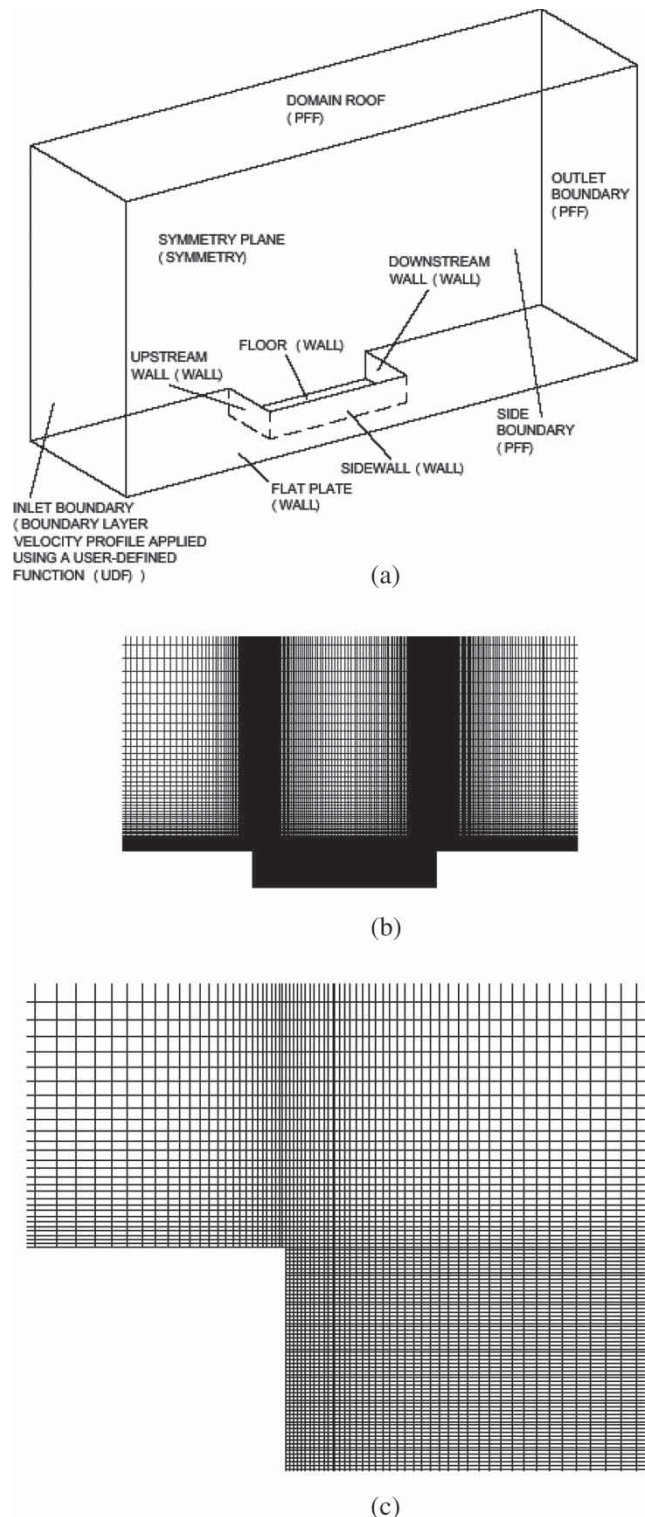 DOMAIN ROOF
( PFF)
OUTLET
BOUNDARY
( PFF)
SYMMETRY PLANE
( SYMMETRY)
DOWNSTREAM
WALL ( WALL)
FLOOR ( WALL)
UPSTREAM
WALL ( WALL)
SIDE
BOUNDARY
( PFF)
SIDEWALL ( WALL)
FLAT PLATE
( WALL)
INLET BOUNDARY
( BOUNDARY LAYER
VELOCITY PROFILE APPLIED
USING A USER-DEFINED
FUNCTION ( UDF) )
(a)
(b)
(c)